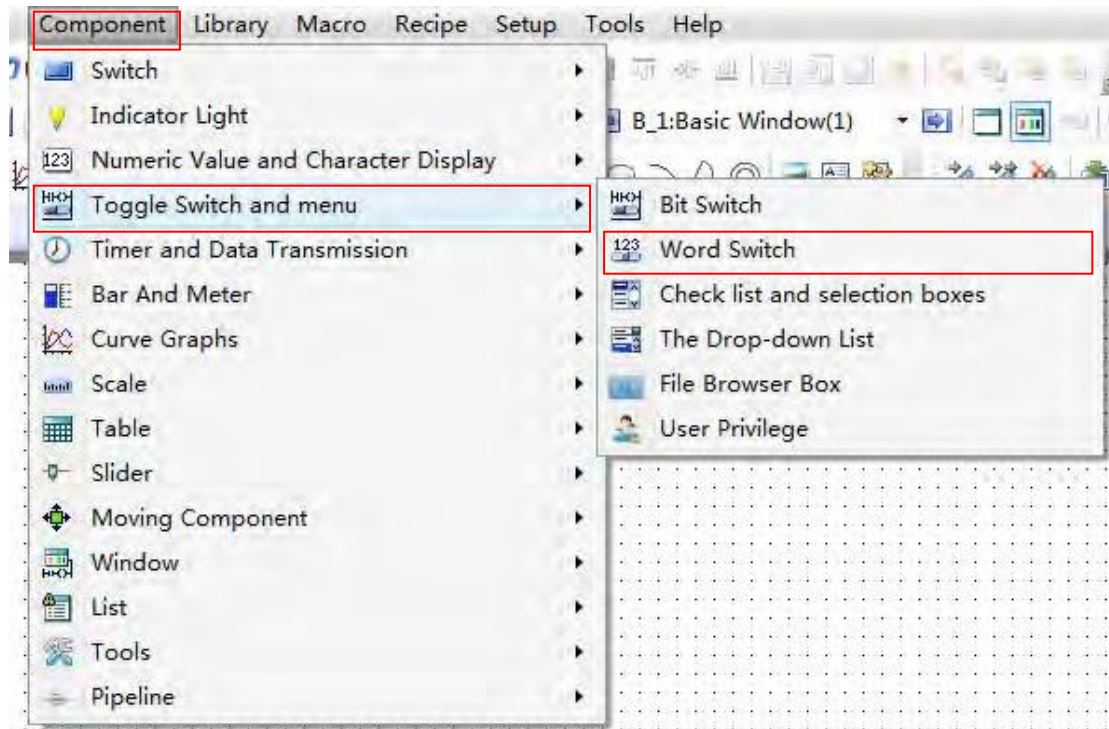 Component Library Macro Recipe Setup Tools Help
Switch
Indicator Light
B_1:Basic Window(1)
123 Numeric Value and Character Display
Toggle Switch and menu
Bit Switch
Timer and Data Transmission
123 Word Switch
Bar And Meter
Check list and selection boxes
Curve Graphs
The Drop-down List
Scale
File Browser Box
Table
User Privilege
Slider
Moving Component
Window
List
Tools
Pipeline